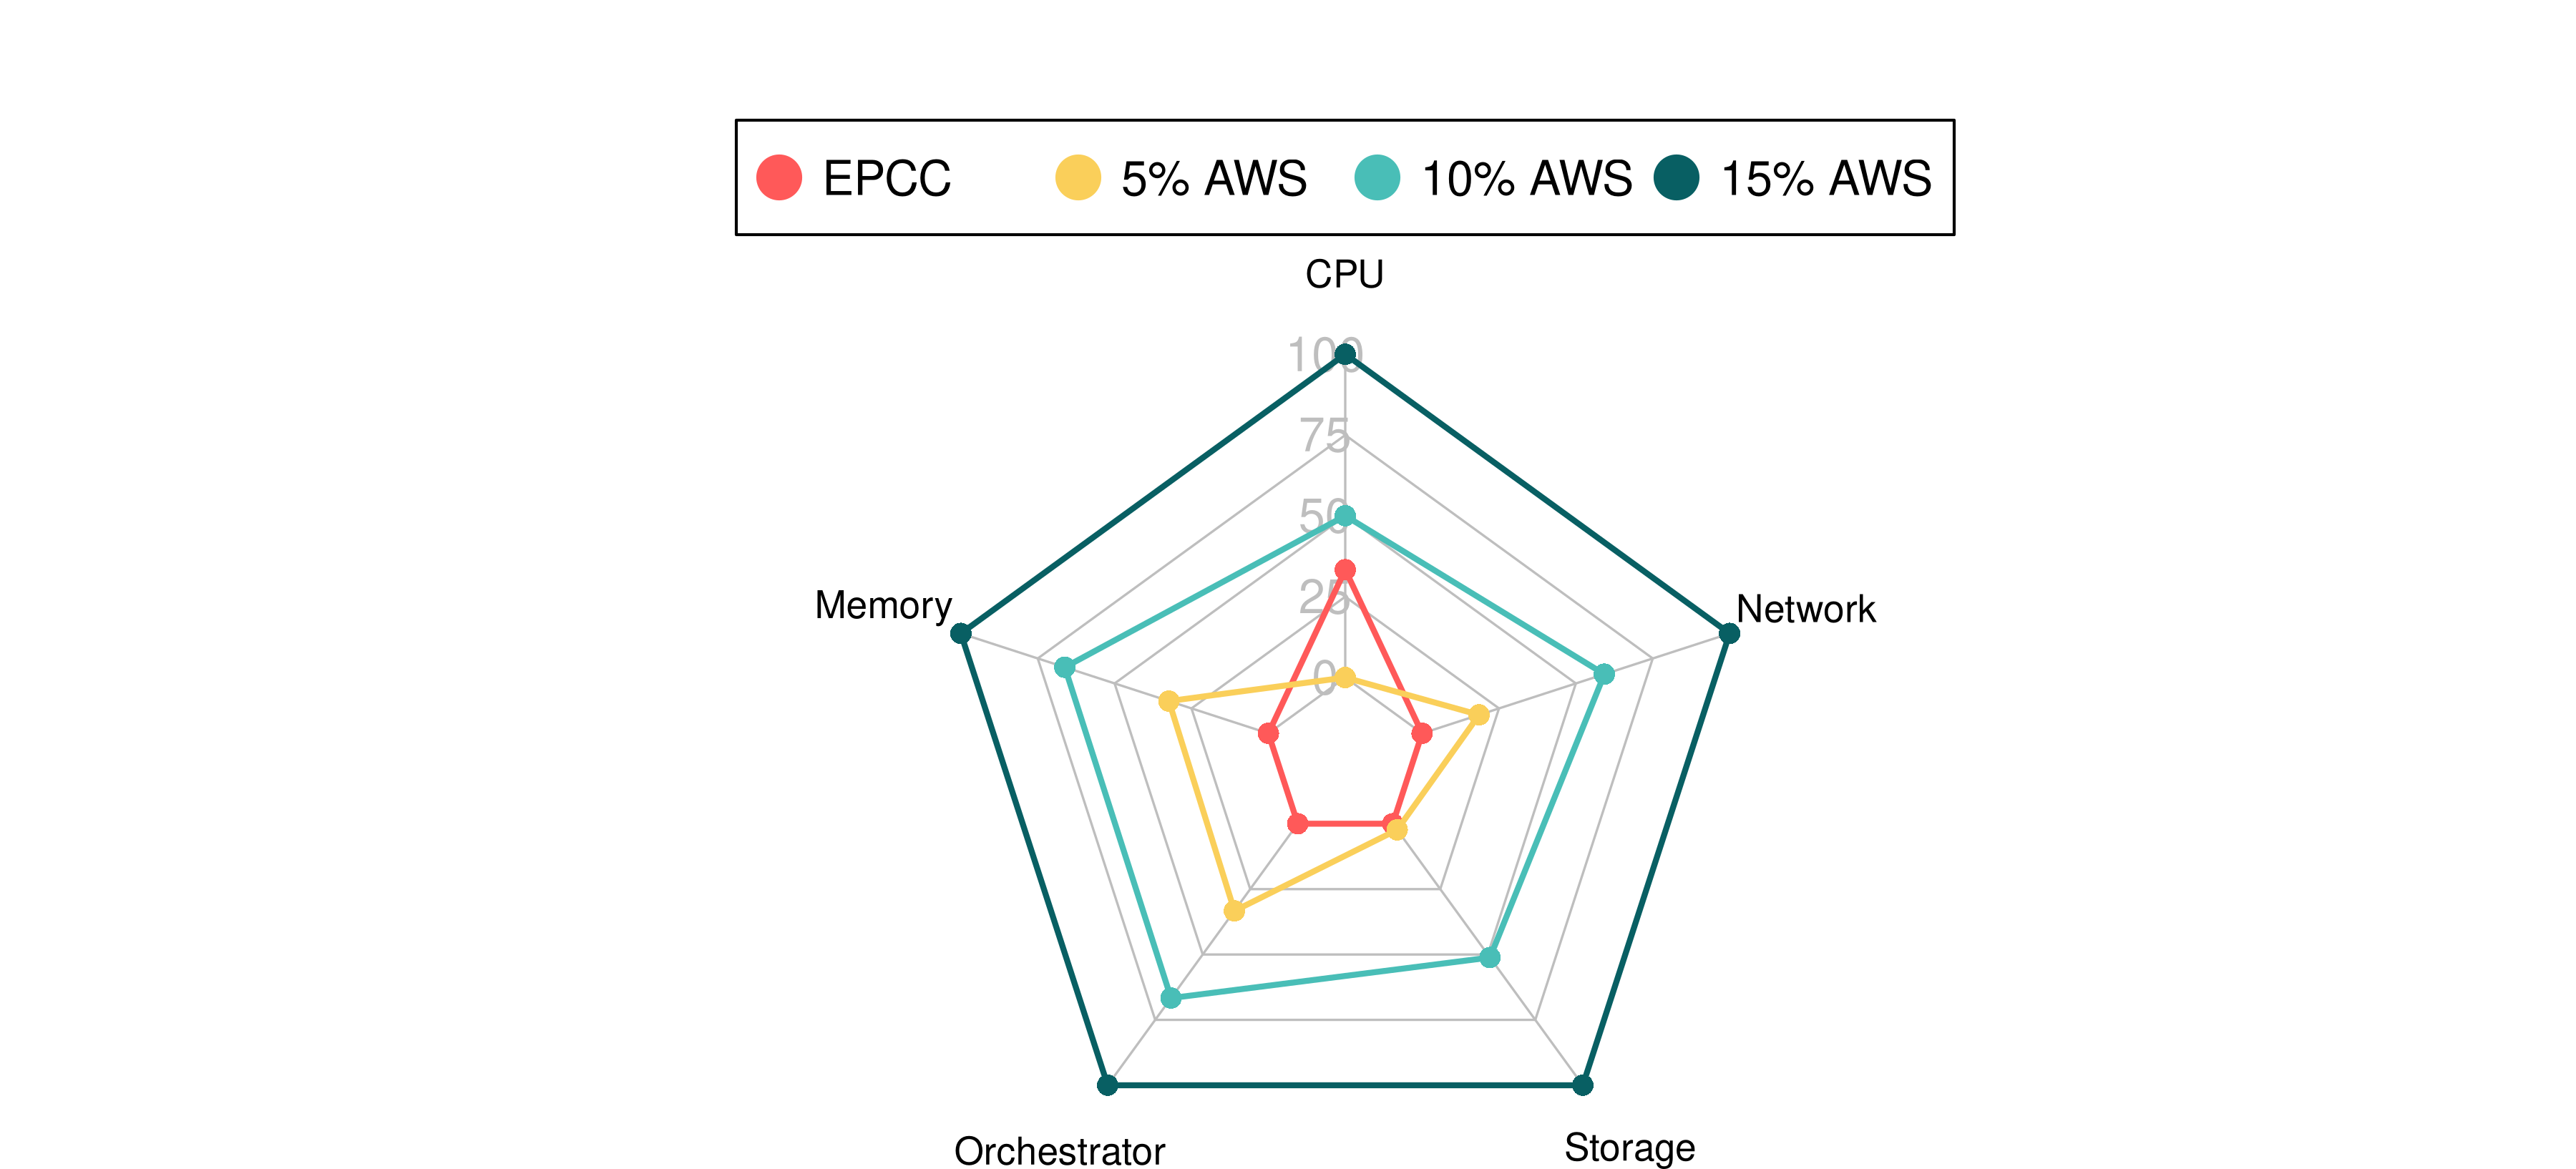 EPCC 5% AWS 10% AWS 15% AWS
CPU
100
75
50
25
0
Memory
Network
Orchestrator
Storage